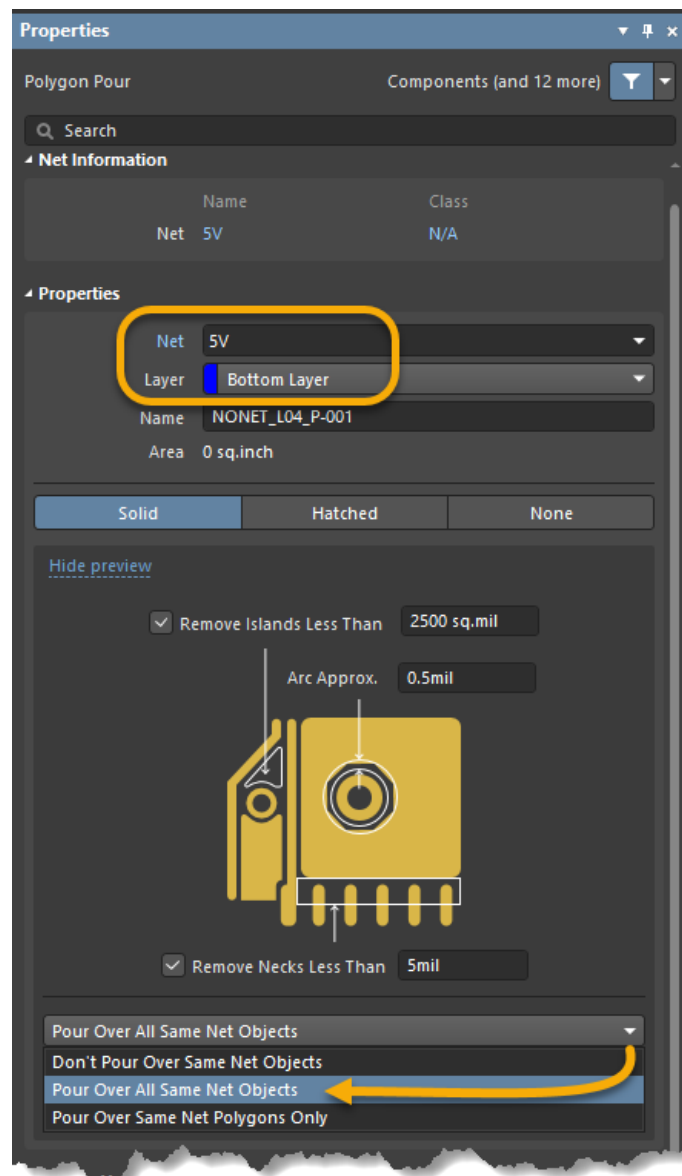 Properties
Polygon Pour Components (and 12 more)
Search
Net Information
Name Class
Net 5V N/A
Properties
Net 5V
Layer Bottom Layer
Name NONET_L04_P-001
Area 0 sq.inch
Solid Hatched None
Hide preview
Remove Islands Less Than 2500 sq.mil
Arc Approx. 0.5mil
Remove Necks Less Than 5mil
Pour Over All Same Net Objects
Don't Pour Over Same Net Objects
Pour Over All Same Net Objects
Pour Over Same Net Polygons Only